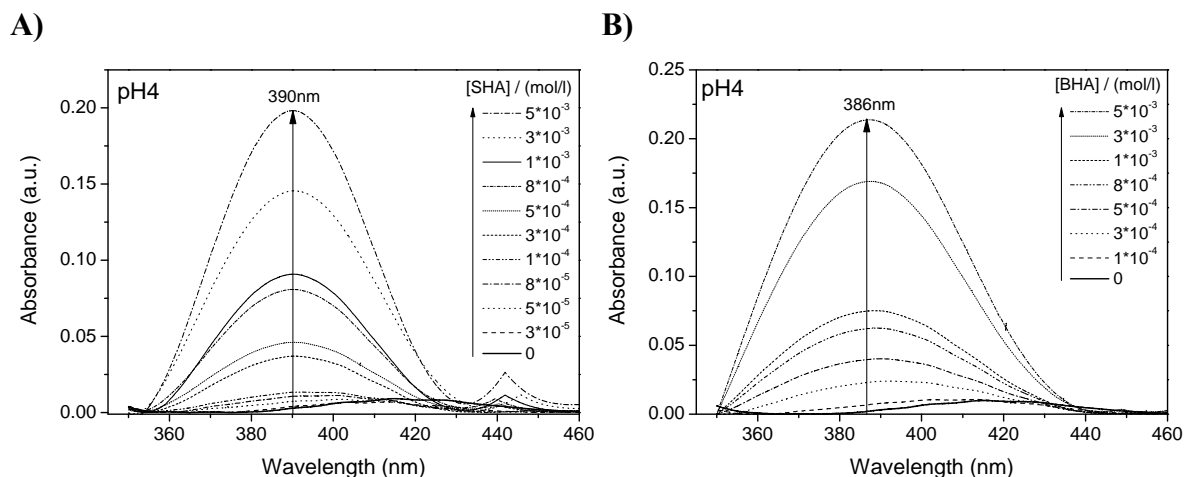 A)
pH4
390nm
[SHA] / (mol/l)
5*10⁻³
3*10⁻³
1*10⁻³
8*10⁻⁴
5*10⁻⁴
3*10⁻⁴
1*10⁻⁴
8*10⁻⁵
5*10⁻⁵
3*10⁻⁵
0
Absorbance (a.u.)
0.20
0.15
0.10
0.05
0.00
360 380 400 420 440 460
Wavelength (nm)
B)
pH4
386nm
[BHA] / (mol/l)
5*10⁻³
3*10⁻³
1*10⁻³
8*10⁻⁴
5*10⁻⁴
3*10⁻⁴
1*10⁻⁴
0
Absorbance (a.u.)
0.25
0.20
0.15
0.10
0.05
0.00
360 380 400 420 440 460
Wavelength (nm)